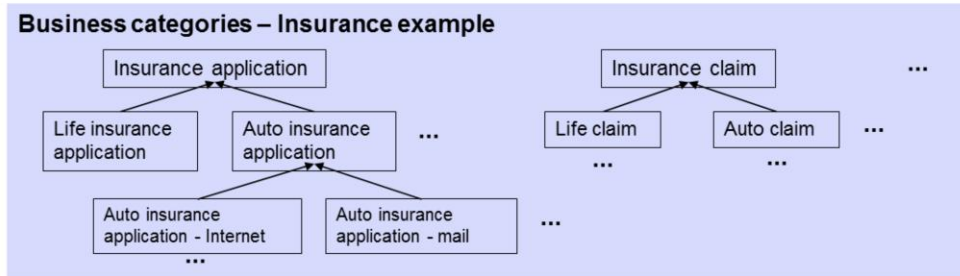 Business categories – Insurance example
Insurance application
Insurance claim
...
Life insurance
application
Auto insurance
application
...
Life claim
Auto claim
...
...
...
Auto insurance
application - Internet
Auto insurance
application - mail
...
...